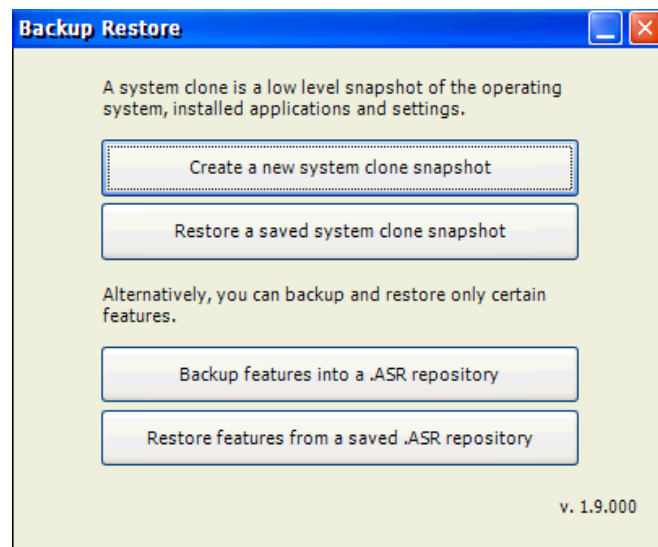 Backup Restore
A system clone is a low level snapshot of the operating
system, installed applications and settings.
Create a new system clone snapshot
Restore a saved system clone snapshot
Alternatively, you can backup and restore only certain
features.
Backup features into a .ASR repository
Restore features from a saved .ASR repository
v. 1.9.000